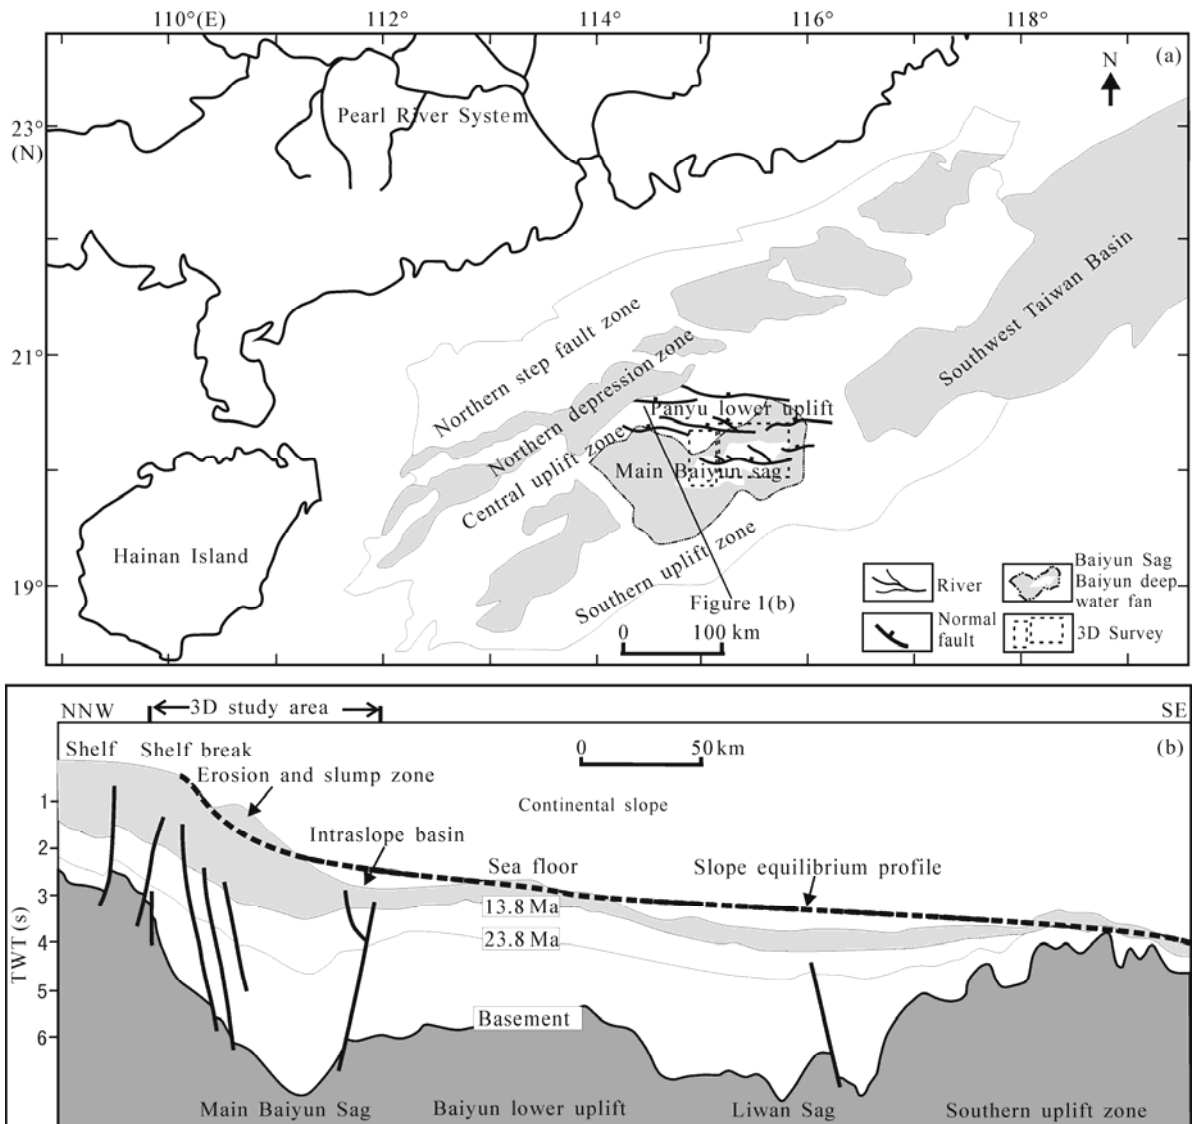 110°(E) 112° 114° 116° 118°
(a)
N
Pearl River System
23°
(N)
21°
19°
Northern step fault zone
Northern depression zone
Central uplift zone
Southern uplift zone
Panyu lower uplift
Main Baiyun sag
Southwest Taiwan Basin
Hainan Island
Figure 1(b)
0 100 km
River
Baiyun Sag
Baiyun deep
water fan
Normal
fault
3D Survey
NNW
3D study area
SE
(b)
Shelf
Shelf break
0 50 km
Erosion and slump zone
Continental slope
Intraslope basin
Sea floor
Slope equilibrium profile
13.8 Ma
23.8 Ma
TWT (s)
1
2
3
4
5
6
Basement
Main Baiyun Sag
Baiyun lower uplift
Liwan Sag
Southern uplift zone